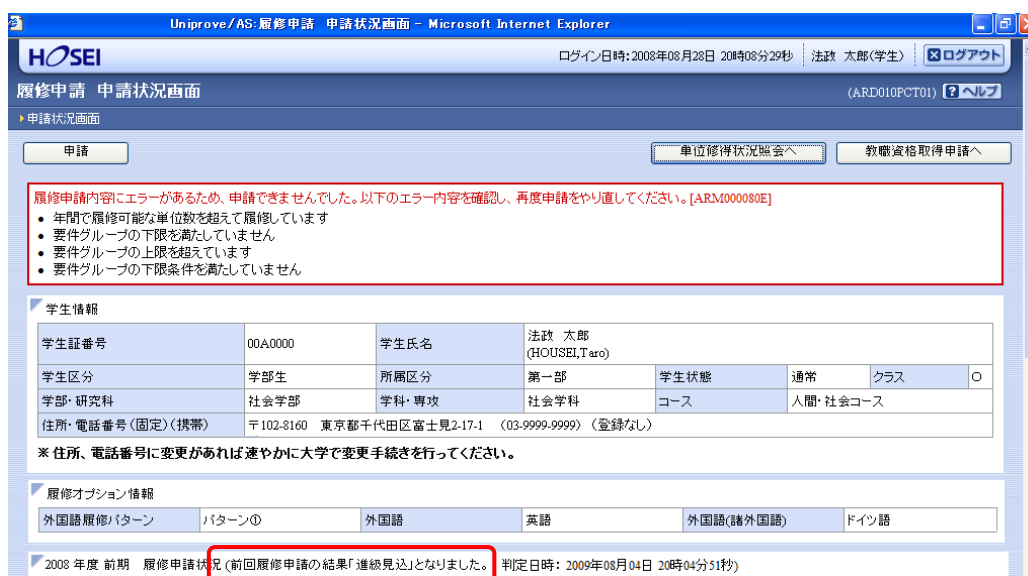 Uniprove/AS:履修申請 申請状況画面 - Microsoft Internet Explorer
HOSEI
ログイン日時:2008年08月28日 20時08分29秒 法政 太郎(学生) ログアウト
履修申請 申請状況画面 (ARD010PCT01) ? ヘルプ
申請状況画面
申請 単位修得状況照会へ 教職資格取得申請へ
履修申請内容にエラーがあるため、申請できませんでした。以下のエラー内容を確認し、再度申請をやり直してください。[ARM000080E]
• 年間で履修可能な単位数を超えて履修しています
• 要件グループの下限を満たしていません
• 要件グループの上限を超えています
• 要件グループの下限条件を満たしていません
学生情報
学生証番号 00A0000 学生氏名 法政 太郎
(HOUSEI,Taro)
学生区分 学部生 所属区分 第一部 学生状態 通常 クラス O
学部・研究科 社会学部 学科・専攻 社会学科 コース 人間・社会コース
住所・電話番号(固定)(携帯) 〒102-8160 東京都千代田区富士見2-17-1 (03-9999-9999) (登録なし)
※住所、電話番号に変更があれば速やかに大学で変更手続きを行ってください。
履修オプション情報
外国語履修パターン パターン① 外国語 英語 外国語(諸外国語) ドイツ語
2008 年度 前期 履修申請状況 (前回履修申請の結果「進級見込」となりました。 判定日時: 2009年08月04日 20時04分51秒)